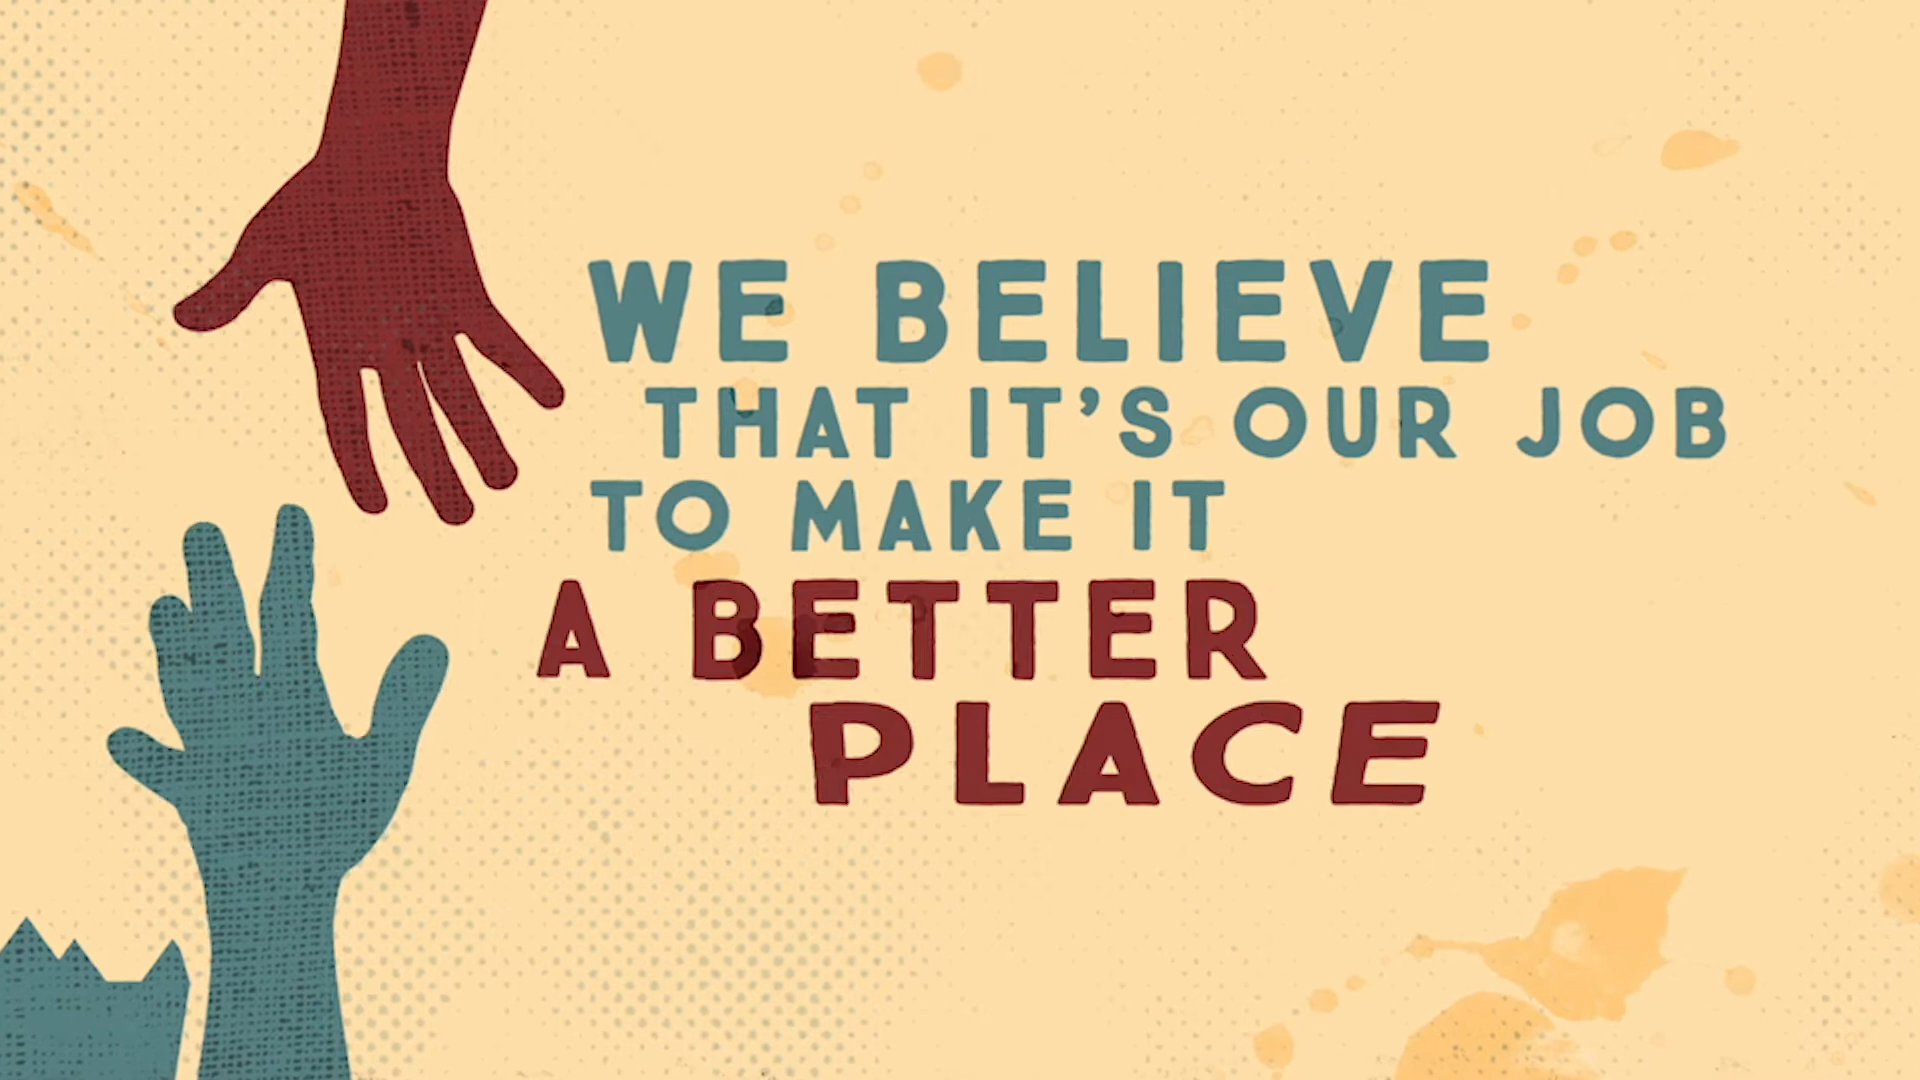 WE BELIEVE
THAT IT'S OUR JOB
TO MAKE IT
A BETTER
PLACE